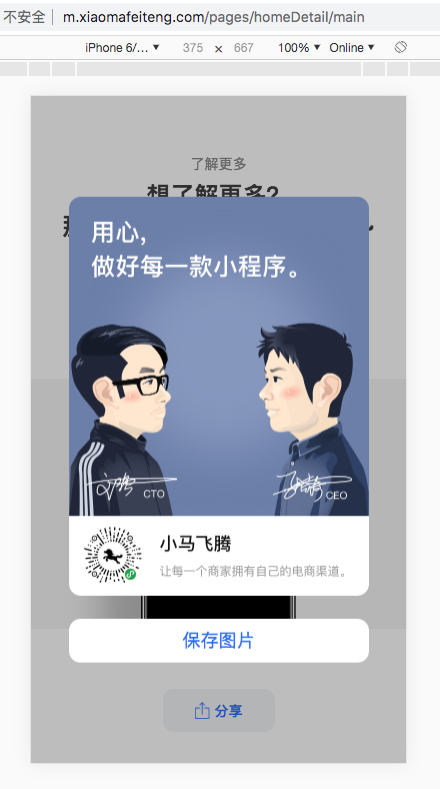 不安全 m.xiaomafeiteng.com/pages/homeDetail/main
iPhone 6/... ▼ 375 × 667 100% ▼ Online ▼
了解更多
想了解更多?
用心,
做好每一款小程序。
CTO
CEO
小马飞腾
让每一个商家拥有自己的电商渠道。
保存图片
分享